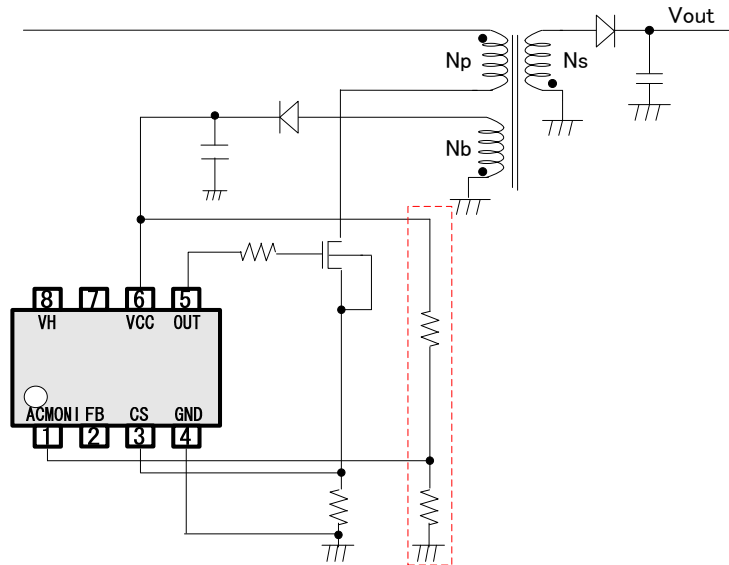 Vout
Np
Ns
Nb
8 7 6 5
VH VCC OUT
ACMONI FB CS GND
1 2 3 4